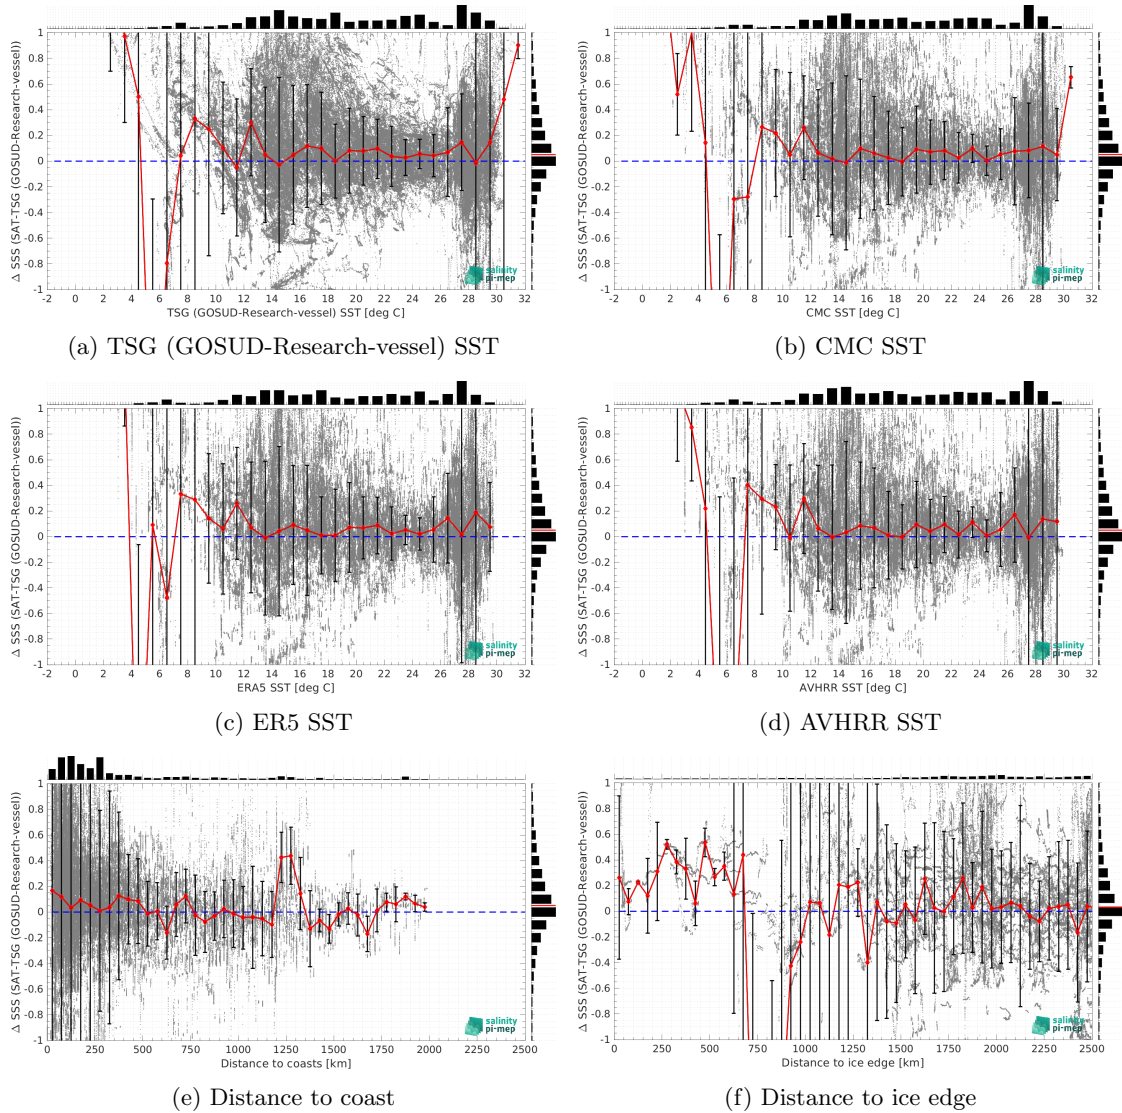 Δ SSS (SAT-TSG (GOSUD-Research-vessel))
1
0.8
0.6
0.4
0.2
0
-0.2
-0.4
-0.6
-0.8
-1
salinity
pi-mep
-2 0 2 4 6 8 10 12 14 16 18 20 22 24 26 28 30 32
TSG (GOSUD-Research-vessel) SST [deg C]
(a) TSG (GOSUD-Research-vessel) SST
Δ SSS (SAT-TSG (GOSUD-Research-vessel))
1
0.8
0.6
0.4
0.2
0
-0.2
-0.4
-0.6
-0.8
-1
salinity
pi-mep
-2 0 2 4 6 8 10 12 14 16 18 20 22 24 26 28 30 32
CMC SST [deg C]
(b) CMC SST
Δ SSS (SAT-TSG (GOSUD-Research-vessel))
1
0.8
0.6
0.4
0.2
0
-0.2
-0.4
-0.6
-0.8
-1
salinity
pi-mep
-2 0 2 4 6 8 10 12 14 16 18 20 22 24 26 28 30 32
ERA5 SST [deg C]
(c) ER5 SST
Δ SSS (SAT-TSG (GOSUD-Research-vessel))
1
0.8
0.6
0.4
0.2
0
-0.2
-0.4
-0.6
-0.8
-1
salinity
pi-mep
-2 0 2 4 6 8 10 12 14 16 18 20 22 24 26 28 30 32
AVHRR SST [deg C]
(d) AVHRR SST
Δ SSS (SAT-TSG (GOSUD-Research-vessel))
1
0.8
0.6
0.4
0.2
0
-0.2
-0.4
-0.6
-0.8
-1
salinity
pi-mep
0 250 500 750 1000 1250 1500 1750 2000 2250 2500
Distance to coasts [km]
(e) Distance to coast
Δ SSS (SAT-TSG (GOSUD-Research-vessel))
1
0.8
0.6
0.4
0.2
0
-0.2
-0.4
-0.6
-0.8
-1
salinity
pi-mep
0 250 500 750 1000 1250 1500 1750 2000 2250 2500
Distance to ice edge [km]
(f) Distance to ice edge